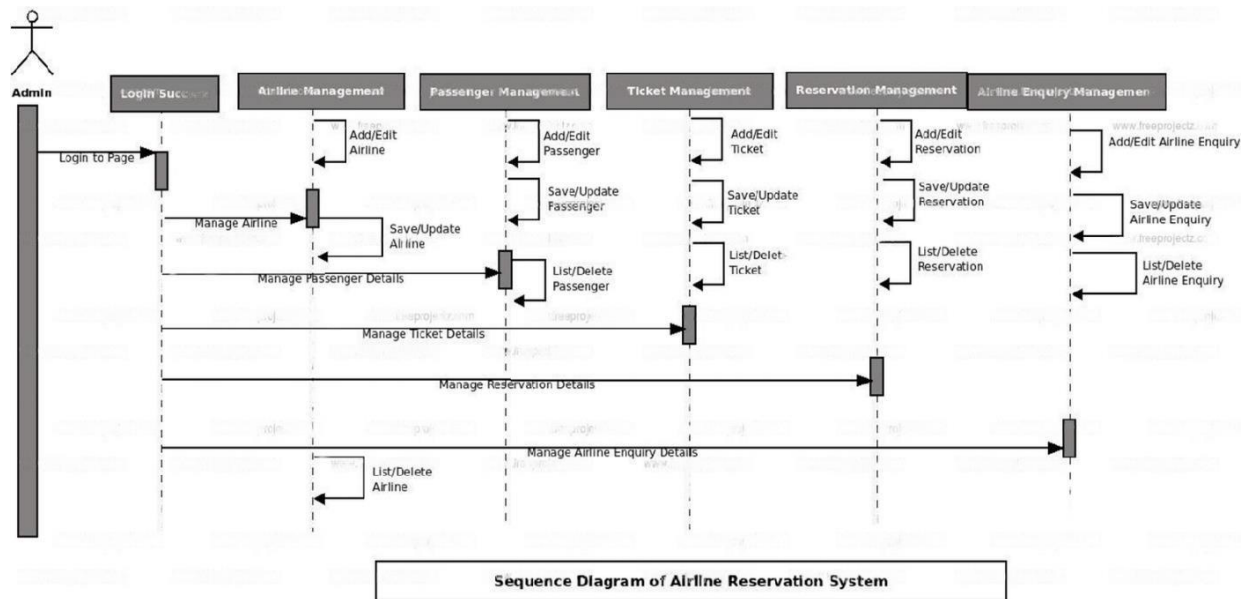 Admin
Login Success
Airline Management
Passenger Management
Ticket Management
Reservation Management
Airline Enquiry Managemen
Add/Edit
Airline
Add/Edit
Passenger
Add/Edit
Ticket
Add/Edit
Reservation
www.freeprojectz.com
Add/Edit Airline Enquiry
Login to Page
Save/Update
Passenger
Save/Update
Ticket
Save/Update
Reservation
Save/Update
Airline Enquiry
Manage Airline
Save/Update
Airline
List/Delete
Passenger
List/Delet
Ticket
List/Delete
Reservation
List/Delete
Airline Enquiry
Manage Passenger Details
Manage Ticket Details
Manage Reservation Details
Manage Airline Enquiry Details
List/Delete
Airline
Sequence Diagram of Airline Reservation System